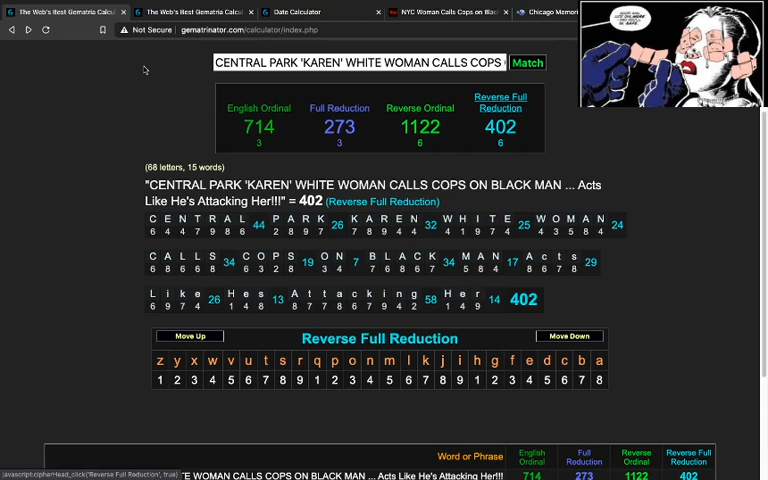 The Web's Best Gematria Calcul
The Web's Best Gematria Calcul
Date Calculator
NYC Woman Calls Cops on Blac
Chicago Memoria
Not Secure
gematrinator.com/calculator/index.php
CENTRAL PARK 'KAREN' WHITE WOMAN CALLS COPS
Match
English Ordinal
714
3
Full Reduction
273
3
Reverse Ordinal
1122
6
Reverse Full
Reduction
402
6
(68 letters, 15 words)
"CENTRAL PARK 'KAREN' WHITE WOMAN CALLS COPS ON BLACK MAN ... Acts
Like He's Attacking Her!!!" = 402 (Reverse Full Reduction)
C E N T R A L 44 P A R K 26 K A R E N 32 W H I T E 25 W O M A N 24
6 4 4 7 9 8 6 2 8 9 7 7 8 9 4 4 4 1 9 7 4 4 3 5 8 4
C A L L S 34 C O P S 19 O N 7 B L A C K 34 M A N 17 A c t s 29
6 8 6 6 8 6 3 2 8 3 4 7 6 8 6 7 5 8 4 8 6 7 8
L i k e 26 H e s 13 A t t a c k i n g 58 H e r 14 402
6 9 7 4 1 4 8 8 7 7 8 6 7 9 4 2 1 4 9
Move Up
Reverse Full Reduction
Move Down
z y x w v u t s r q p o n m l k j i h g f e d c b a
1 2 3 4 5 6 7 8 9 1 2 3 4 5 6 7 8 9 1 2 3 4 5 6 7 8
Word or Phrase
English
Ordinal
Full
Reduction
Reverse
Ordinal
Reverse Full
Reduction
javascript:cipherHead_click('Reverse Full Reduction', true)
E WOMAN CALLS COPS ON BLACK MAN ... Acts Like He's Attacking Her!!!
714
273
1122
402